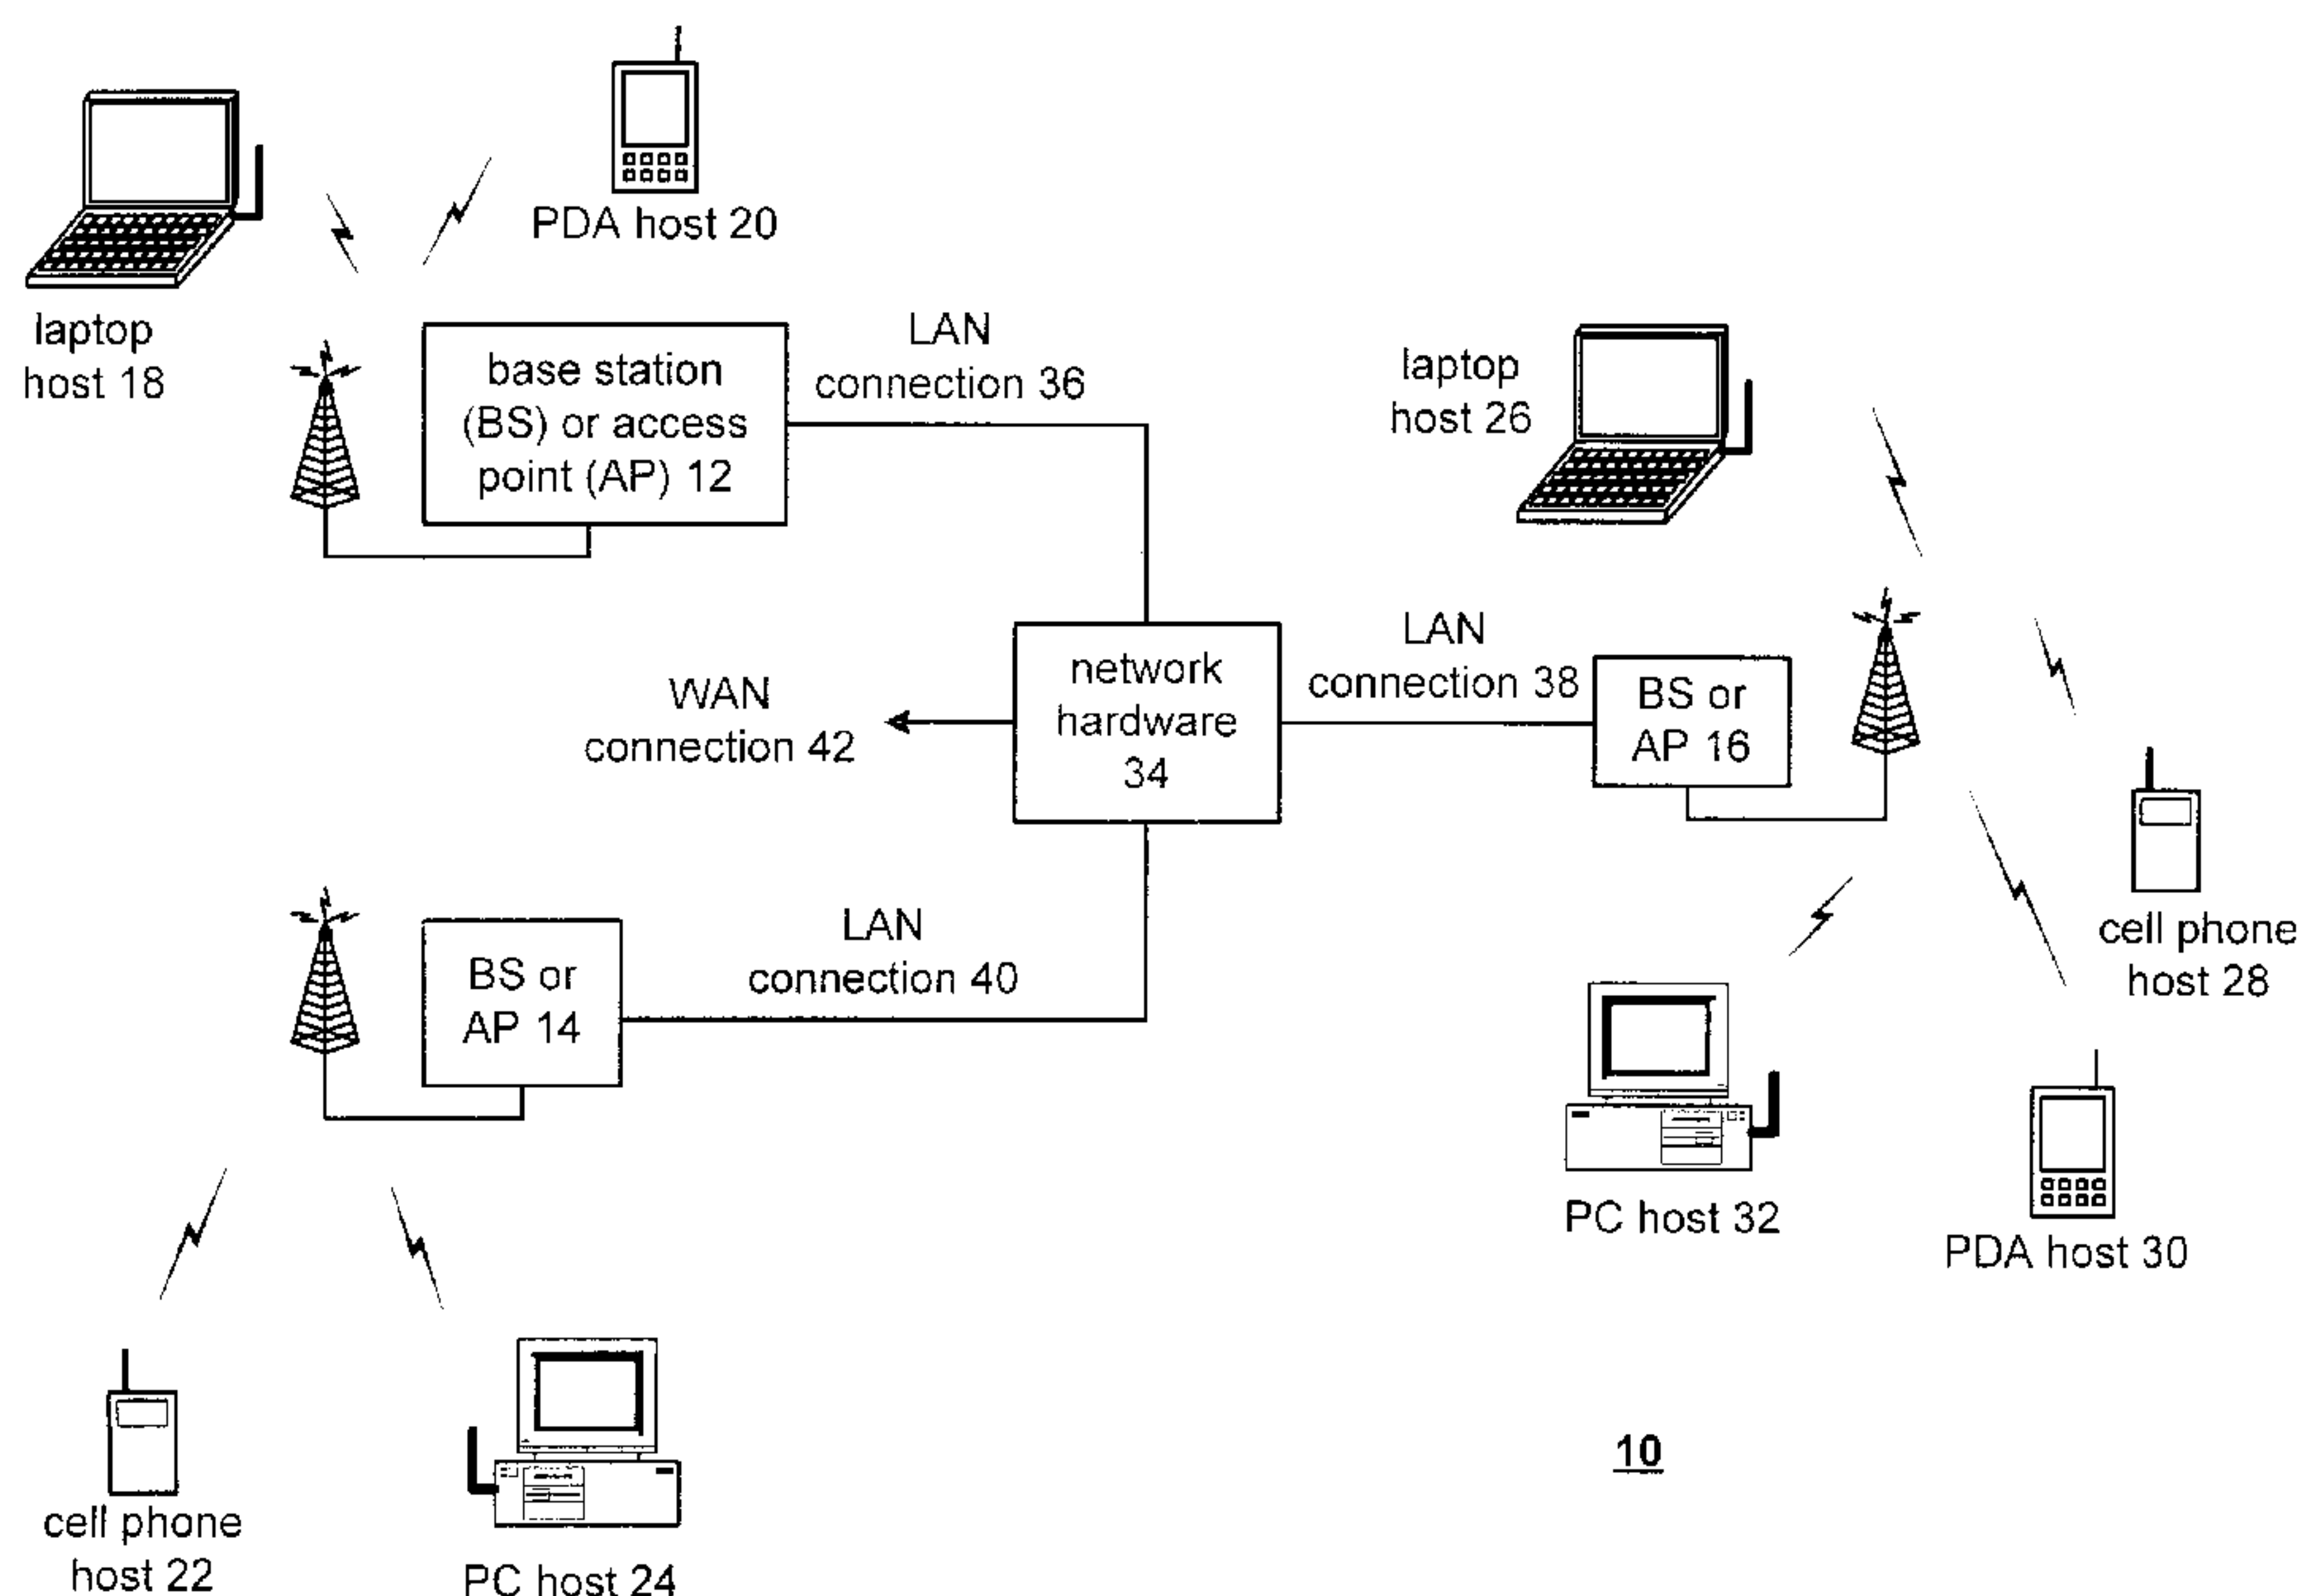 PDA host 20
laptop
host 18
base station
(BS) or access
point (AP) 12
LAN
connection 36
laptop
host 26
network
hardware
34
LAN
connection 38
BS or
AP 16
WAN
connection 42
cell phone
host 28
BS or
AP 14
LAN
connection 40
PC host 32
PDA host 30
cell phone
host 22
PC host 24
10